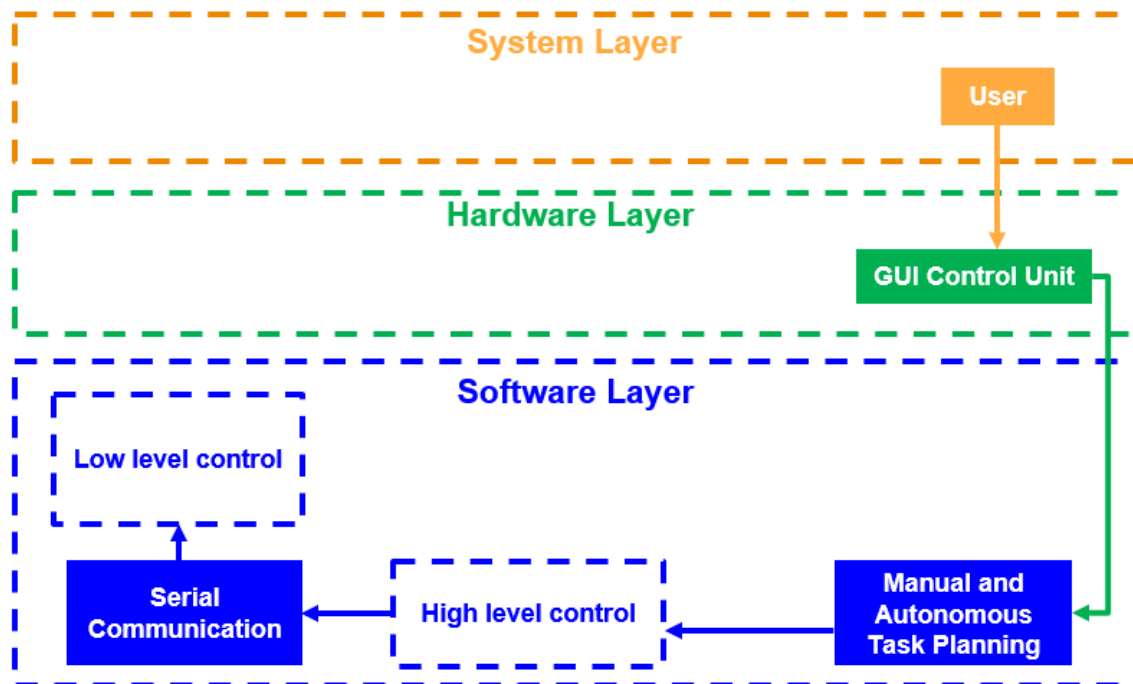 System Layer
User
Hardware Layer
GUI Control Unit
Software Layer
Low level control
Serial
Communication
High level control
Manual and
Autonomous
Task Planning